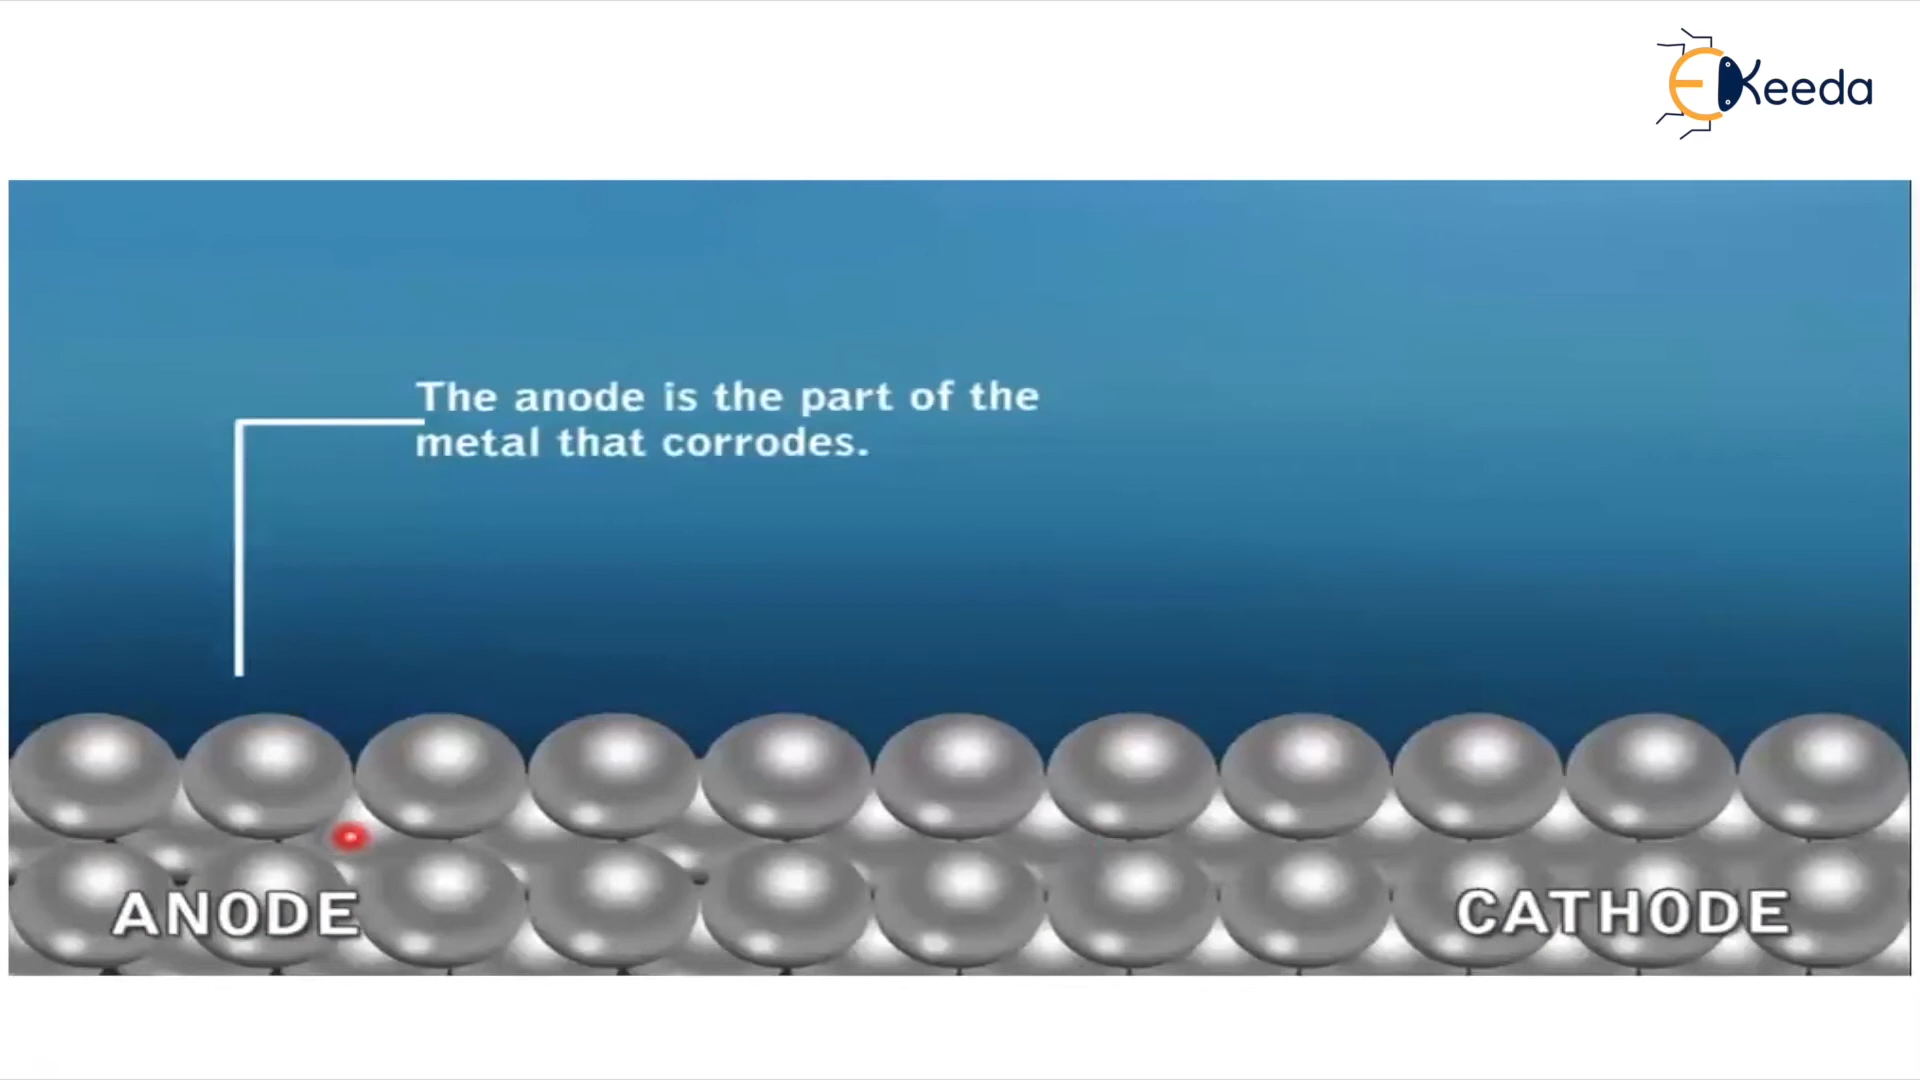 EKeeda
The anode is the part of the
metal that corrodes.
ANODE
CATHODE